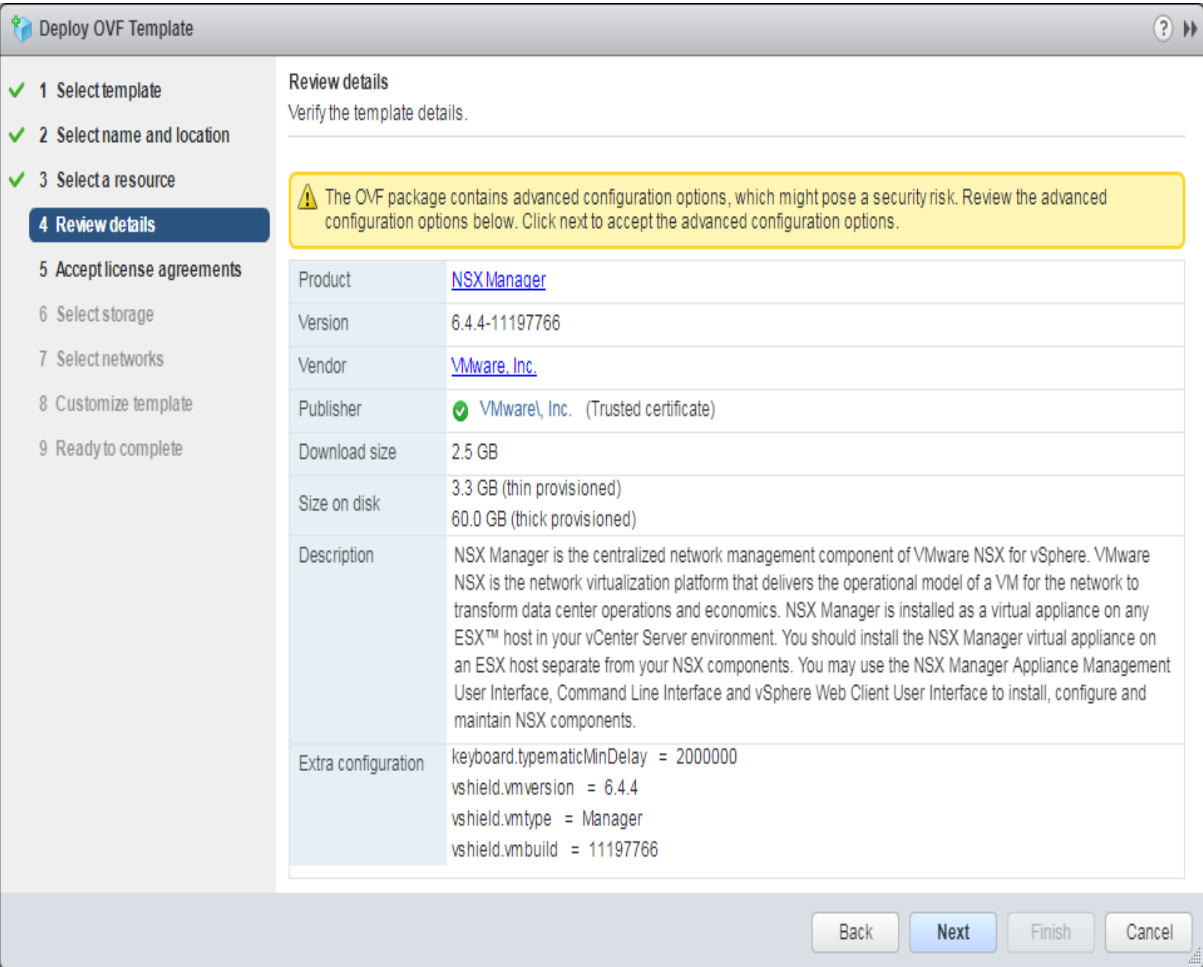 Deploy OVF Template
1 Select template
2 Select name and location
3 Select a resource
4 Review details
5 Accept license agreements
6 Select storage
7 Select networks
8 Customize template
9 Ready to complete
Review details
Verify the template details.
The OVF package contains advanced configuration options, which might pose a security risk. Review the advanced
configuration options below. Click next to accept the advanced configuration options.
Product NSX Manager
Version 6.4.4-11197766
Vendor VMware, Inc.
Publisher VMware\, Inc. (Trusted certificate)
Download size 2.5 GB
Size on disk 3.3 GB (thin provisioned)
60.0 GB (thick provisioned)
Description NSX Manager is the centralized network management component of VMware NSX for vSphere. VMware
NSX is the network virtualization platform that delivers the operational model of a VM for the network to
transform data center operations and economics. NSX Manager is installed as a virtual appliance on any
ESX™ host in your vCenter Server environment. You should install the NSX Manager virtual appliance on
an ESX host separate from your NSX components. You may use the NSX Manager Appliance Management
User Interface, Command Line Interface and vSphere Web Client User Interface to install, configure and
maintain NSX components.
Extra configuration keyboard.typematicMinDelay = 2000000
vshield.vmversion = 6.4.4
vshield.vmtype = Manager
vshield.vmbuild = 11197766
Back Next Finish Cancel